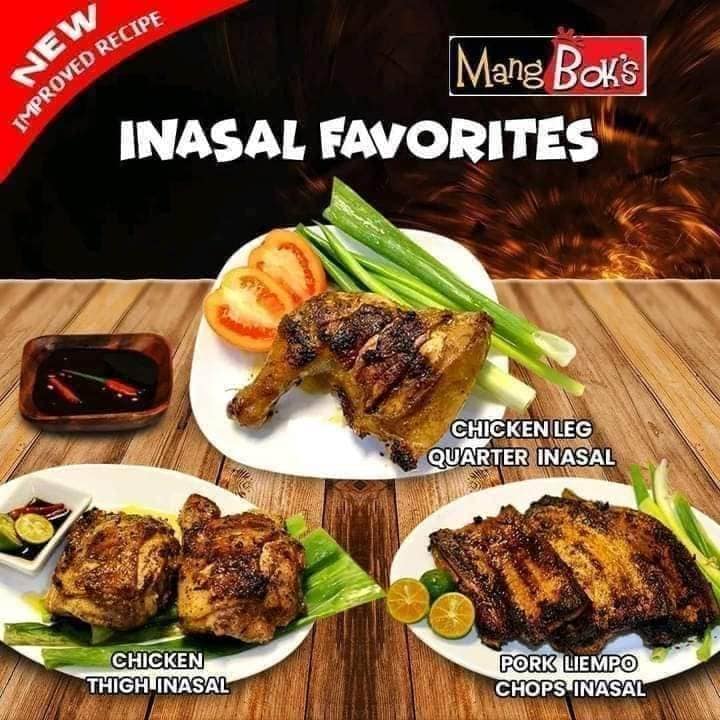 NEW
IMPROVED RECIPE
Mang BOK'S
INASAL FAVORITES
CHICKEN LEG
QUARTER INASAL
CHICKEN
THIGH INASAL
PORK LIEMPO
CHOPS INASAL